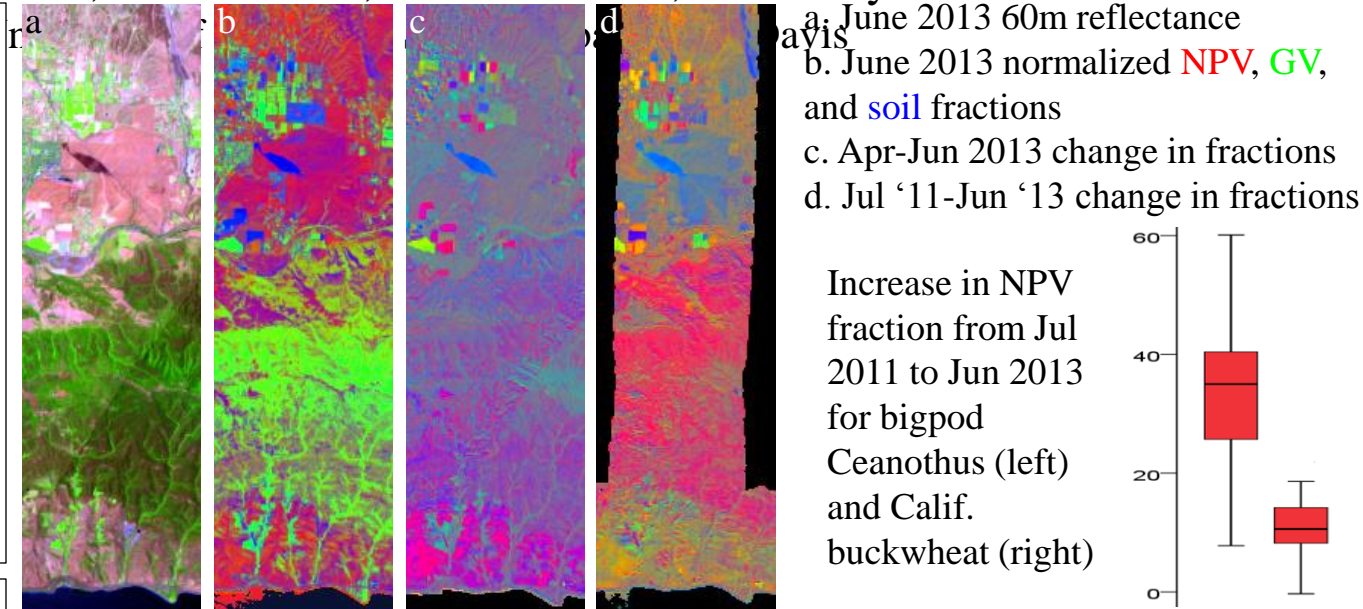 a
b
c
d
avis
a. June 2013 60m reflectance
b. June 2013 normalized NPV, GV,
and soil fractions
c. Apr-Jun 2013 change in fractions
d. Jul ‘11-Jun ‘13 change in fractions
Increase in NPV
fraction from Jul
2011 to Jun 2013
for bigpod
Ceanothus (left)
and Calif.
buckwheat (right)
60
40
20
0